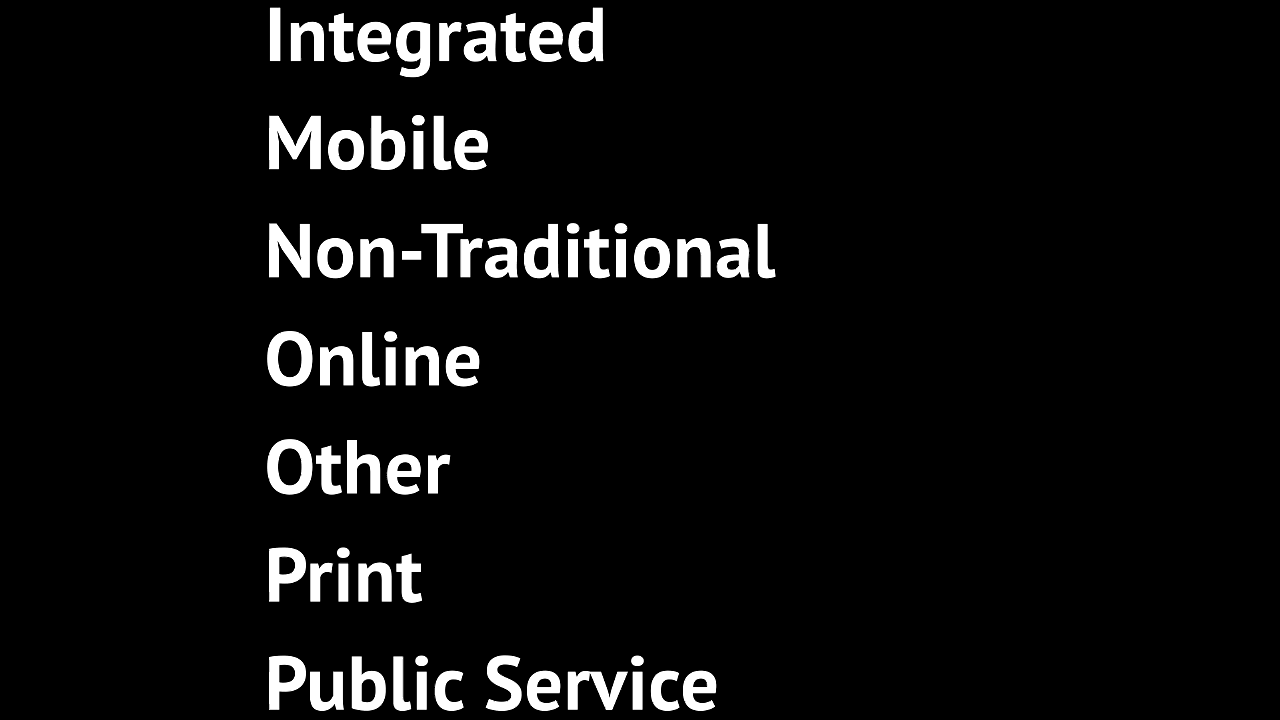 Integrated
Mobile
Non-Traditional
Online
Other
Print
Public Service